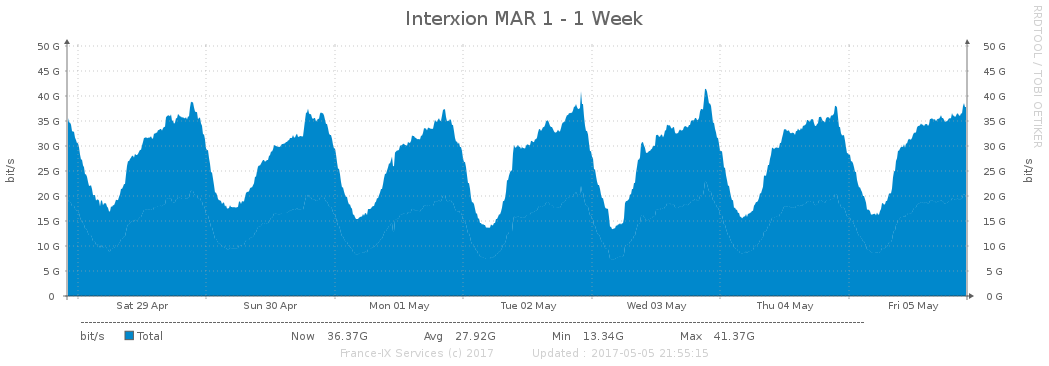 Interxion MAR 1 - 1 Week
RRDTOOL / TOBI OETIKER
bit/s
50 G 50 G
45 G 45 G
40 G 40 G
35 G 35 G
30 G 30 G
25 G 25 G
20 G 20 G
15 G 15 G
10 G 10 G
5 G 5 G
0 0 G
bit/s
Sat 29 Apr Sun 30 Apr Mon 01 May Tue 02 May Wed 03 May Thu 04 May Fri 05 May
bit/s Total Now 36.37G Avg 27.92G Min 13.34G Max 41.37G
France-IX Services (c) 2017 Updated : 2017-05-05 21:55:15